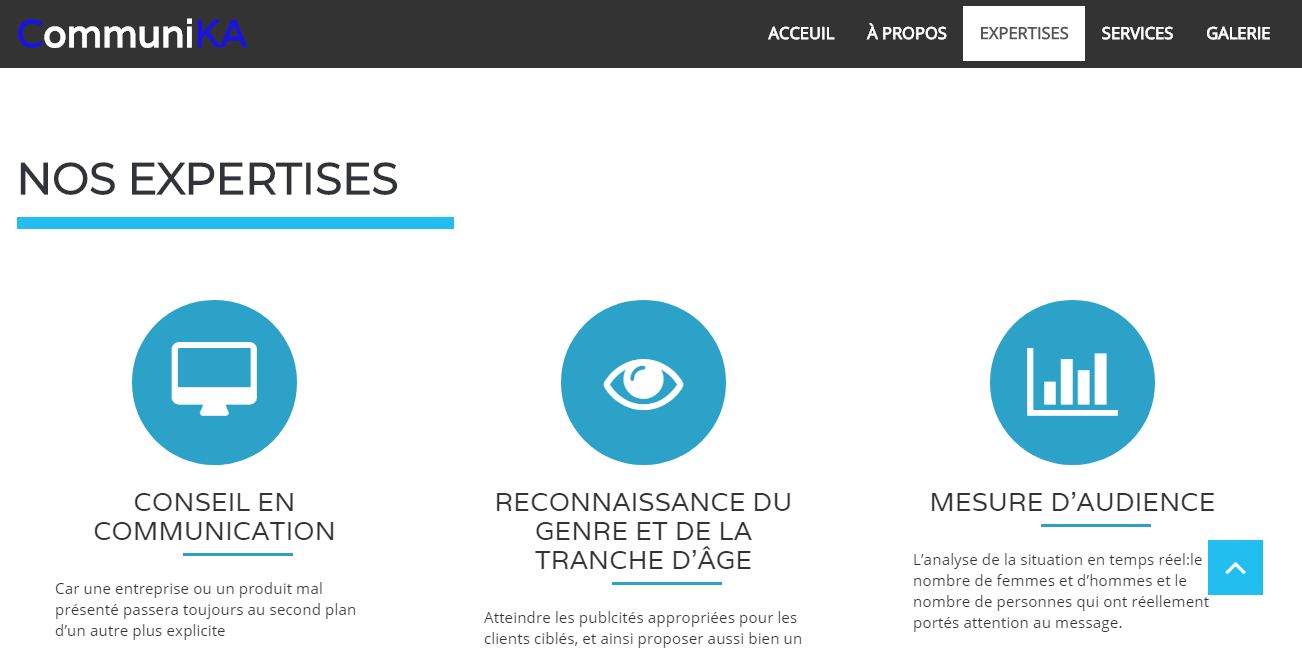 CommuniKA
ACCEUIL
À PROPOS
EXPERTISES
SERVICES
GALERIE
NOS EXPERTISES
CONSEIL EN
COMMUNICATION
Car une entreprise ou un produit mal
présenté passera toujours au second plan
d’un autre plus explicite
RECONNAISSANCE DU
GENRE ET DE LA
TRANCHE D’ÂGE
Atteindre les publcités appropriées pour les
clients ciblés, et ainsi proposer aussi bien un
MESURE D’AUDIENCE
L’analyse de la situation en temps réel:le
nombre de femmes et d’hommes et le
nombre de personnes qui ont réellement
portés attention au message.